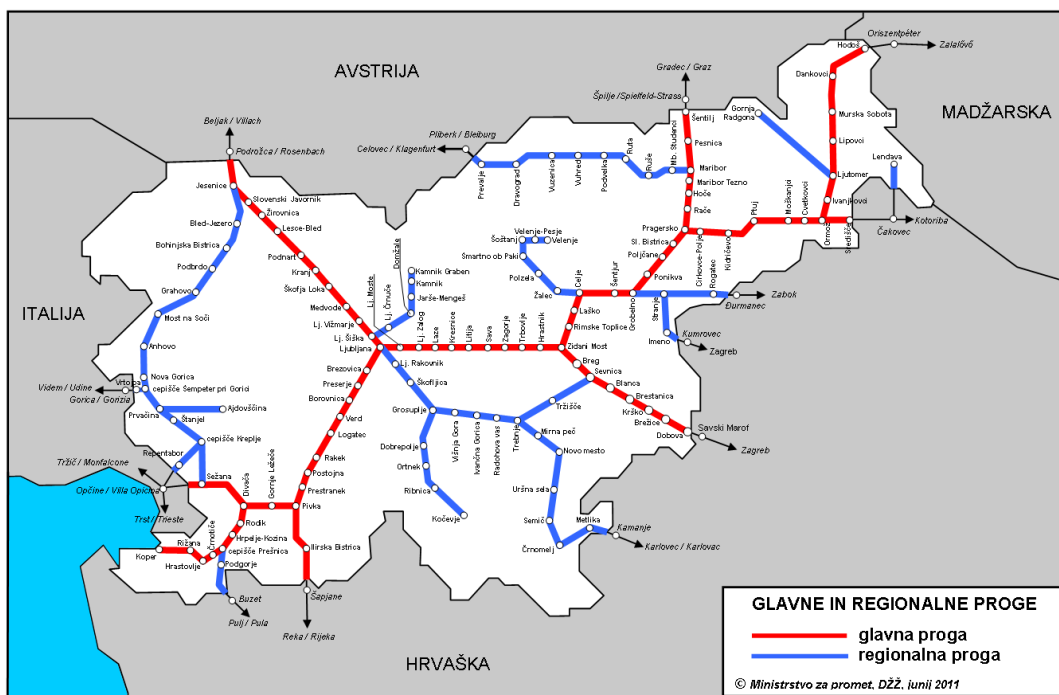 AVSTRIJA
MADŽARSKA
ITALIJA
HRVAŠKA
Oriszentpéter
Hodoš
Zalalővő
Dankovci
Murska Sobota
Lipovci
Gornja
Radgona
Ljutomer
Lendava
Ivanjkovci
Ormož
Središče
Čakovec
Kotoriba
Cvetkovci
Moškanjci
Ptuj
Kidričevo
Cirkovce-Polje
Gradec / Graz
Špilje /Spielfeld-Strass
Šentilj
Pesnica
Mb. Studenci
Maribor
Maribor Tezno
Hoče
Rače
Pragersko
Sl. Bistrica
Poljčane
Ponikva
Pliberk / Bleiburg
Celovec / Klagenfurt
Prevalje
Dravograd
Vuzenica
Vuhred
Podvelka
Ruta
Ruše
Beljak / Villach
Podrožca / Rosenbach
Jesenice
Slovenski Javornik
Žirovnica
Lesce-Bled
Podnart
Kranj
Škofja Loka
Medvode
Lj. Vižmarje
Lj. Šiška
Ljubljana
Bled-Jezero
Bohinjska Bistrica
Podbrdo
Grahovo
Most na Soči
Anhovo
Nova Gorica
Vrtojba
cepišče Šempeter pri Gorici
Videm / Udine
Gorica / Gorizia
Prvačina
Ajdovščina
Štanjel
cepišče Kreplje
Repentabor
Sežana
Tržič / Monfalcone
Opčine / Villa Opicina
Trst / Trieste
Divača
Gornje Ležeče
Pivka
Rodik
Hrpelje-Kozina
cepišče Prešnica
Podgorje
Črnotiče
Rižana
Hrastovlje
Koper
Buzet
Pulj / Pula
Ilirska Bistrica
Šapjane
Reka / Rijeka
Prestranek
Postojna
Rakek
Logatec
Verd
Borovnica
Preserje
Brezovica
Kamnik Graben
Kamnik
Jarše-Mengeš
Domžale
Lj. Črnuče
Lj. Moste
Lj. Zalog
Laze
Kresnice
Litija
Sava
Zagorje
Trbovlje
Hrastnik
Zidani Most
Rimske Toplice
Laško
Celje
Šentjur
Grobelno
Šoštanj
Velenje-Pesje
Velenje
Šmartno ob Paki
Polzela
Žalec
Stranje
Rogatec
Đurmanec
Zabok
Imeno
Kumrovec
Zagreb
Breg
Sevnica
Blanca
Brestanica
Krško
Brežice
Dobova
Savski Marof
Zagreb
Lj. Rakovnik
Škofljica
Grosuplje
Višnja Gora
Ivančna Gorica
Radohova vas
Trebnje
Tržišče
Mirna peč
Novo mesto
Uršna sela
Semič
Črnomelj
Metlika
Kamanje
Karlovec / Karlovac
Dobrepolje
Ortnek
Ribnica
Kočevje
GLAVNE IN REGIONALNE PROGE
glavna proga
regionalna proga
© Ministrstvo za promet, DŽŽ, junij 2011